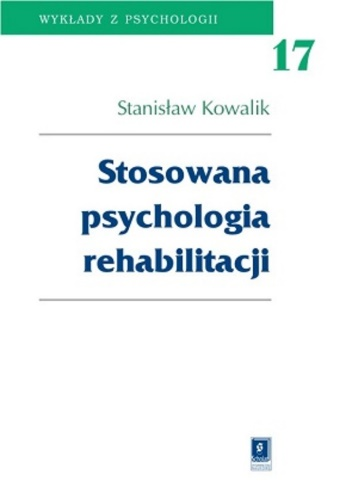 WYKŁADY Z PSYCHOLOGII
17
Stanisław Kowalik
Stosowana
psychologia
rehabilitacji